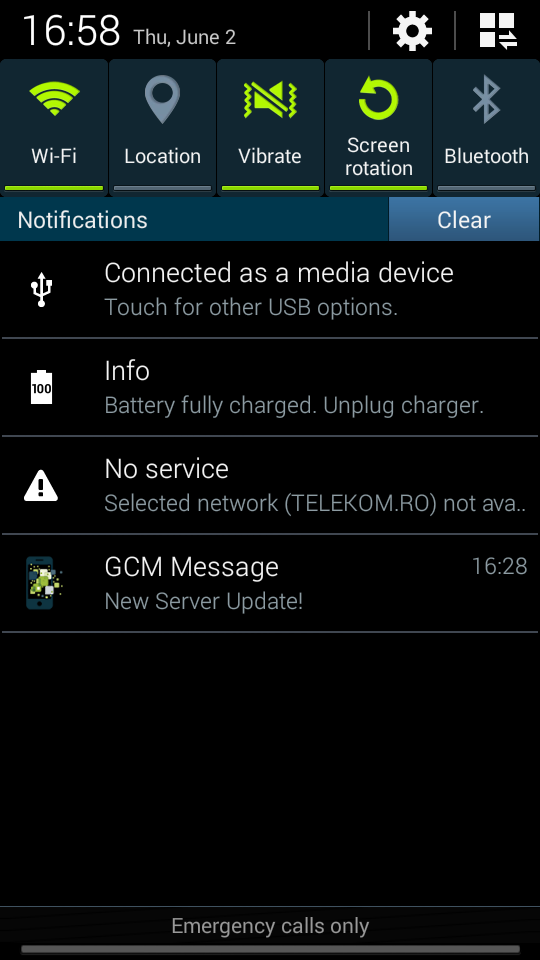 16:58 Thu, June 2
Wi-Fi
Location
Vibrate
Screen
rotation
Bluetooth
Notifications
Clear
Connected as a media device
Touch for other USB options.
100
Info
Battery fully charged. Unplug charger.
No service
Selected network (TELEKOM.RO) not ava..
GCM Message 16:28
New Server Update!
Emergency calls only